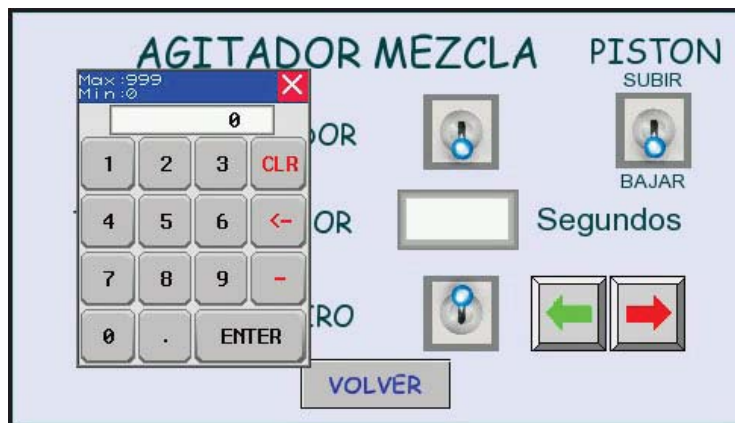 AGITADOR MEZCLA
PISTON
SUBIR
BAJAR
Max:999
Min:0
0
1 2 3 CLR
4 5 6 <-
7 8 9 -
0 . ENTER
DOR
OR
Segundos
RO
VOLVER